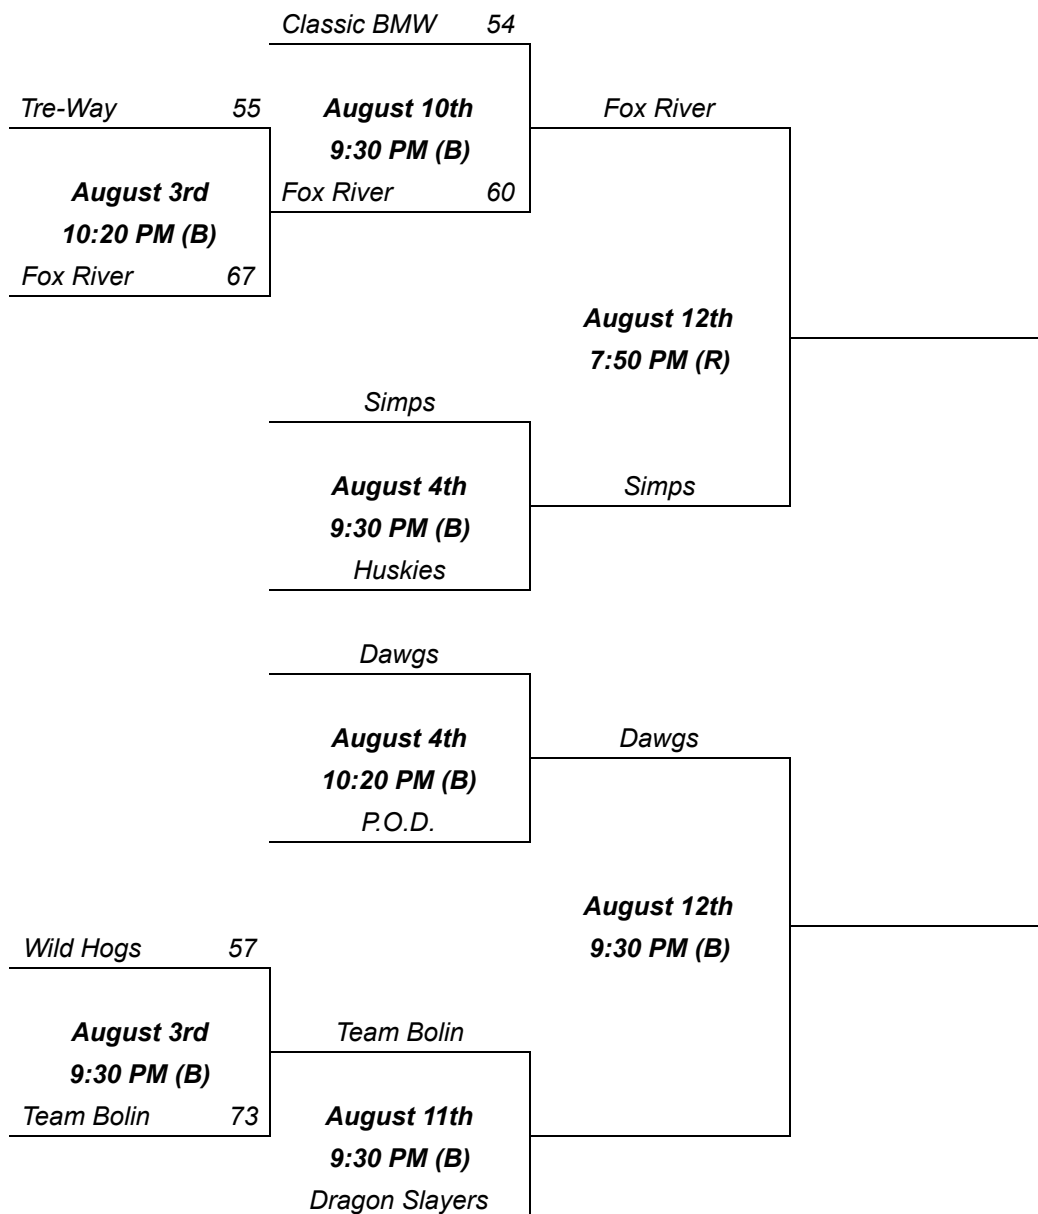 Classic BMW 54
Tre-Way 55
August 10th
Fox River
9:30 PM (B)
August 3rd
Fox River 60
10:20 PM (B)
Fox River 67
August 12th
7:50 PM (R)
Simps
August 4th
Simps
9:30 PM (B)
Huskies
Dawgs
August 4th
Dawgs
10:20 PM (B)
P.O.D.
August 12th
Wild Hogs 57
9:30 PM (B)
August 3rd
Team Bolin
9:30 PM (B)
Team Bolin 73
August 11th
9:30 PM (B)
Dragon Slayers